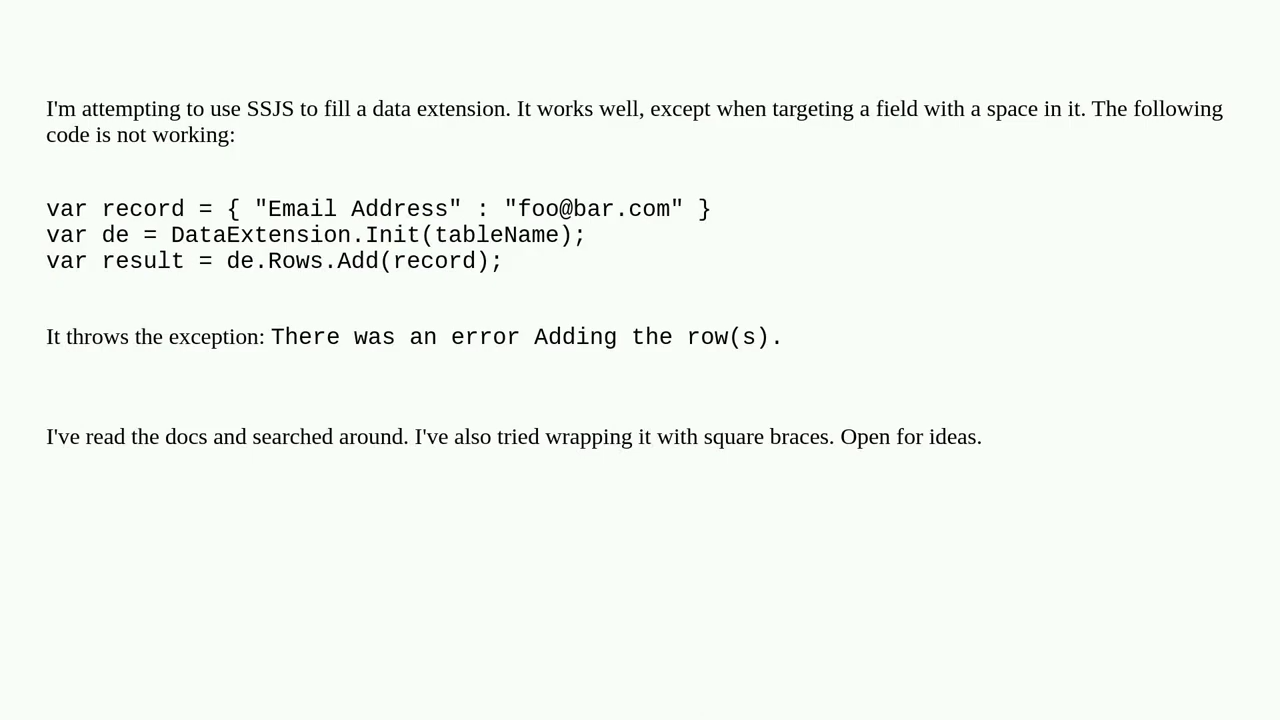 I'm attempting to use SSJS to fill a data extension. It works well, except when targeting a field with a space in it. The following
code is not working:
var record = { "Email Address" : "foo@bar.com" }
var de = DataExtension.Init(tableName);
var result = de.Rows.Add(record);
It throws the exception: There was an error Adding the row(s).
I've read the docs and searched around. I've also tried wrapping it with square braces. Open for ideas.